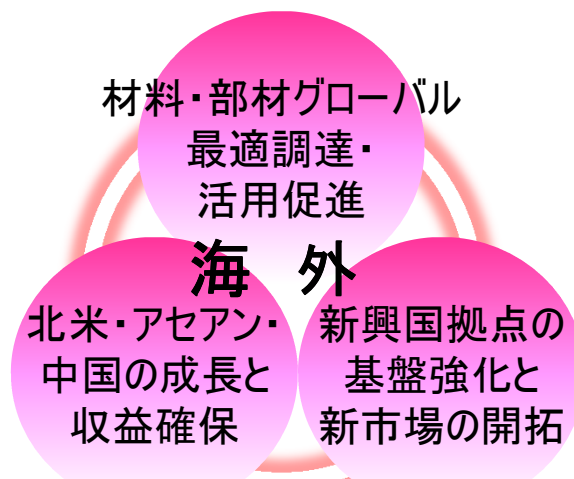 材料・部材グローバル
最適調達・
活用促進
海　外
北米・アセアン・
中国の成長と
収益確保
新興国拠点の
基盤強化と
新市場の開拓